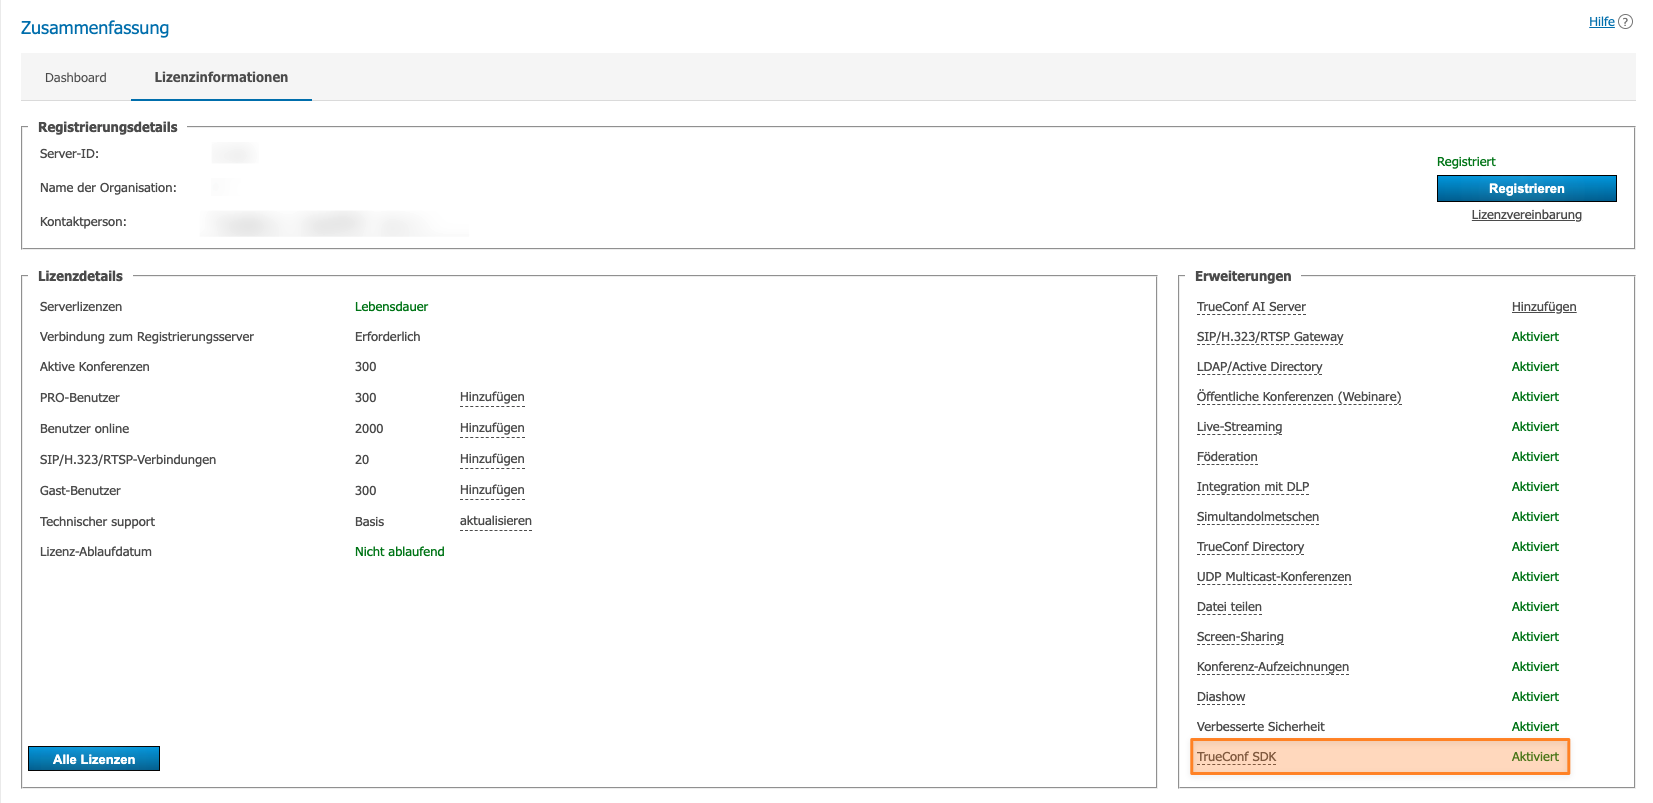 Zusammenfassung
Hilfe ?
Dashboard Lizenzinformationen
Registrierungsdetails
Server-ID:
Name der Organisation:
Kontaktperson:
Registriert
Registrieren
Lizenzvereinbarung
Lizenzdetails
Serverlizenzen Lebensdauer
Verbindung zum Registrierungsserver Erforderlich
Aktive Konferenzen 300
PRO-Benutzer 300 Hinzufügen
Benutzer online 2000 Hinzufügen
SIP/H.323/RTSP-Verbindungen 20 Hinzufügen
Gast-Benutzer 300 Hinzufügen
Technischer support Basis aktualisieren
Lizenz-Ablaufdatum Nicht ablaufend
Alle Lizenzen
Erweiterungen
TrueConf AI Server Hinzufügen
SIP/H.323/RTSP Gateway Aktiviert
LDAP/Active Directory Aktiviert
Öffentliche Konferenzen (Webinare) Aktiviert
Live-Streaming Aktiviert
Föderation Aktiviert
Integration mit DLP Aktiviert
Simultandolmetschen Aktiviert
TrueConf Directory Aktiviert
UDP Multicast-Konferenzen Aktiviert
Datei teilen Aktiviert
Screen-Sharing Aktiviert
Konferenz-Aufzeichnungen Aktiviert
Diashow Aktiviert
Verbesserte Sicherheit Aktiviert
TrueConf SDK Aktiviert